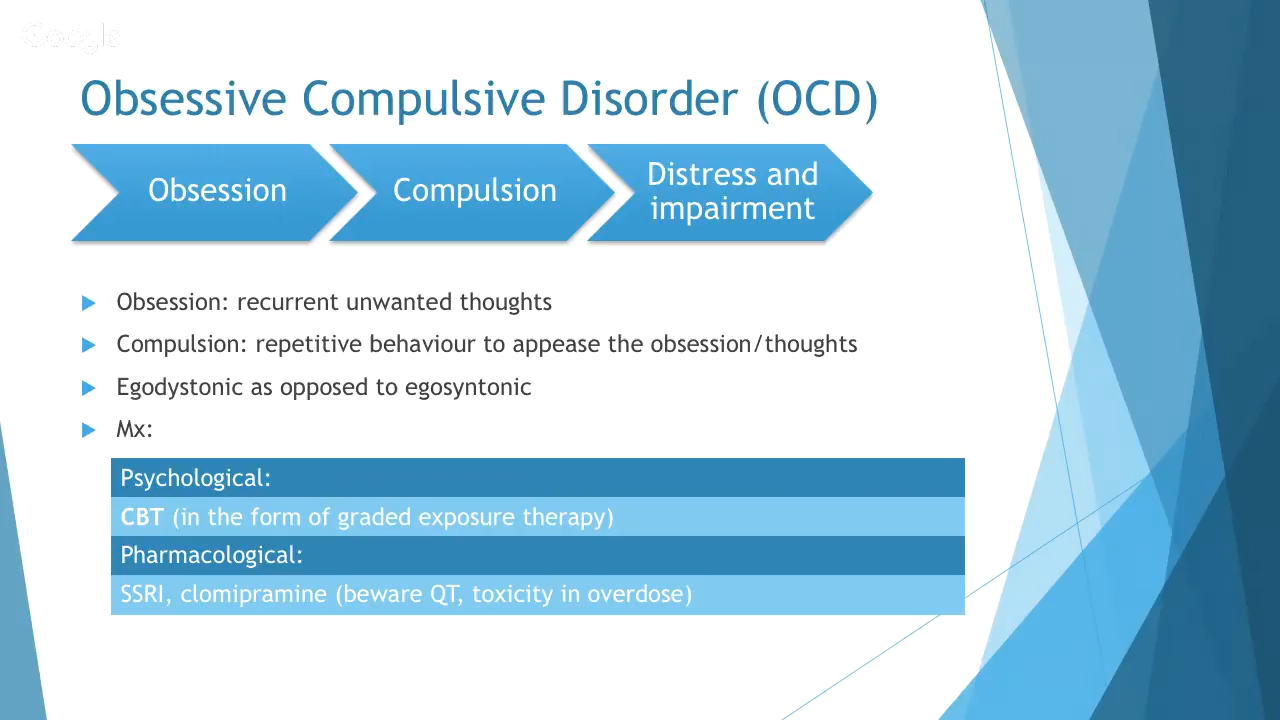 Google
Obsessive Compulsive Disorder (OCD)
Obsession
Compulsion
Distress and
impairment
Obsession: recurrent unwanted thoughts
Compulsion: repetitive behaviour to appease the obsession/thoughts
Egodystonic as opposed to egosyntonic
Mx:
Psychological:
CBT (in the form of graded exposure therapy)
Pharmacological:
SSRI, clomipramine (beware QT, toxicity in overdose)